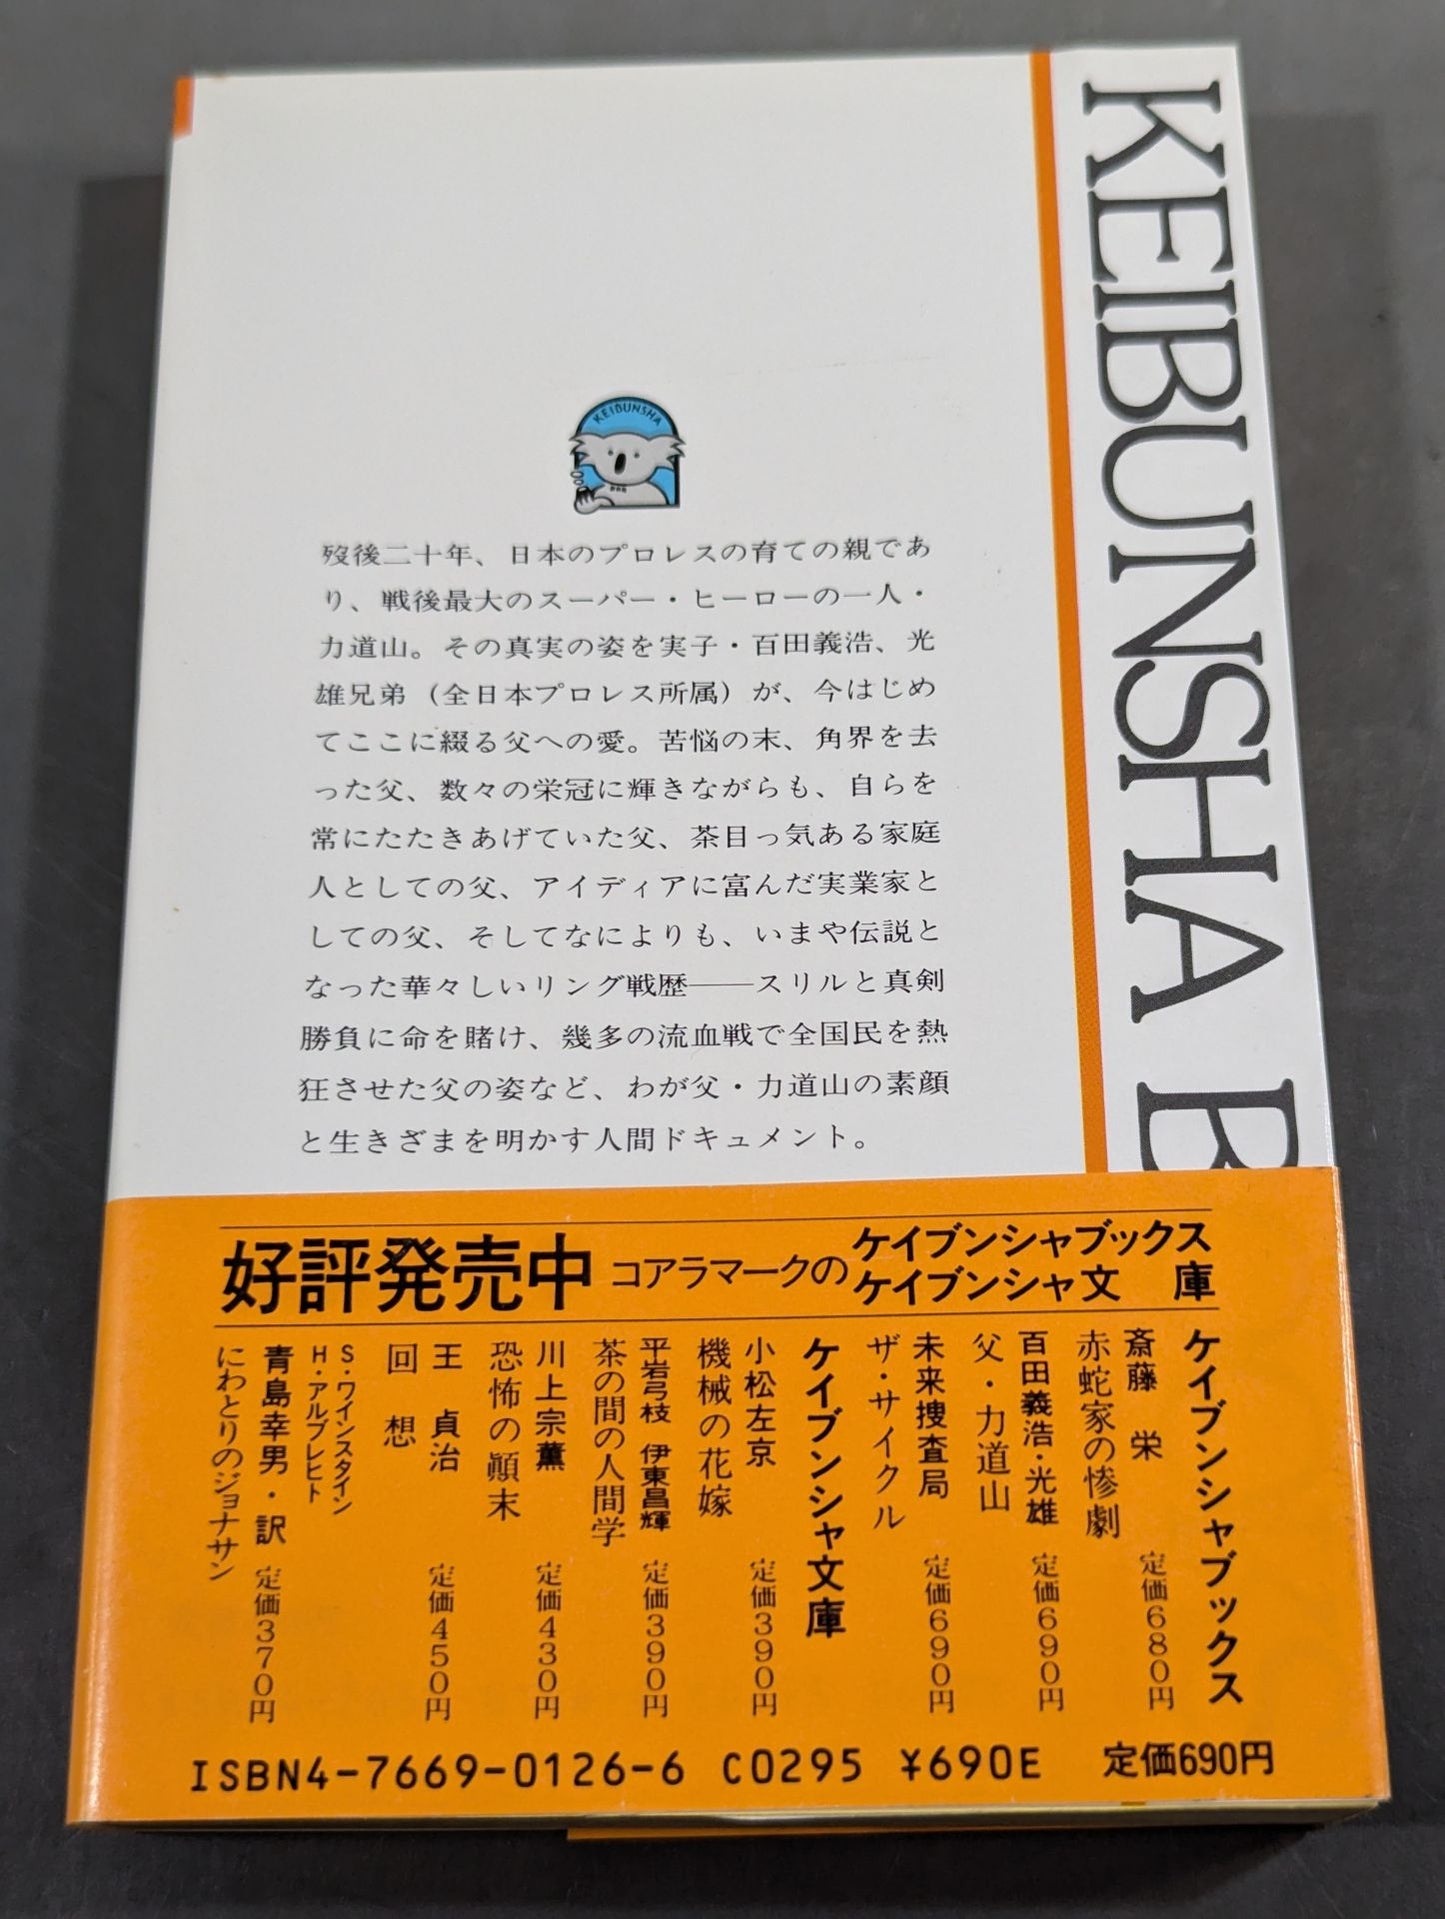 KEIBUNSHA B
KEIBUNSHA
歿後二十年、日本のプロレスの育ての親であ
り、戦後最大のスーパー・ヒーローの一人・
力道山。その真実の姿を実子・百田義浩、光
雄兄弟（全日本プロレス所属）が、今はじめ
てここに綴る父への愛。苦悩の末、角界を去
った父、数々の栄冠に輝きながらも、自らを
常にたたきあげていた父、茶目っ気ある家庭
人としての父、アイディアに富んだ実業家と
しての父、そしてなによりも、いまや伝説と
なった華々しいリング戦歴――スリルと真剣
勝負に命を賭け、幾多の流血戦で全国民を熱
狂させた父の姿など、わが父・力道山の素顔
と生きざまを明かす人間ドキュメント。
好評発売中 コアラマークの
ケイブンシャブックス
ケイブンシャ文 庫
ケイブンシャブックス
斎藤 栄
赤蛇家の惨劇 定価680円
百田義浩・光雄
父・力道山 定価690円
未来捜査局
ザ・サイクル 定価690円
ケイブンシャ文庫
小松左京
機械の花嫁 定価390円
平岩弓枝 伊東昌輝
茶の間の人間学 定価390円
川上宗薫
恐怖の顚末 定価430円
王 貞治
回 想 定価450円
S・ワインスタイン
H・アルブレヒト
青島幸男・訳
にわとりのジョナサン 定価370円
ISBN4-7669-0126-6 C0295 ¥690E 定価690円